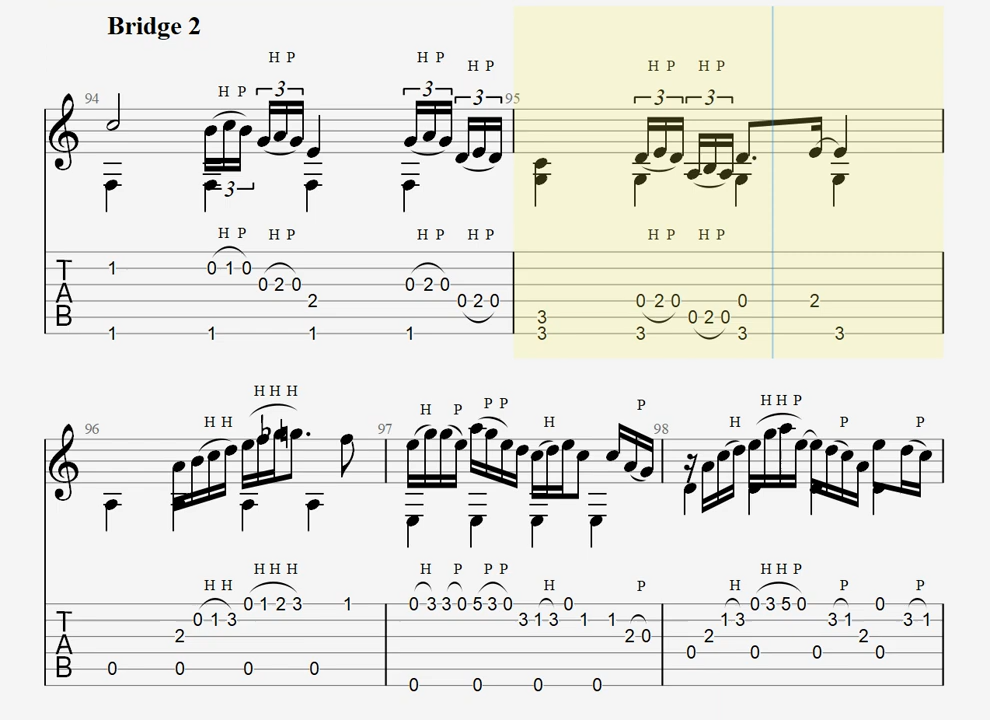 Bridge 2
H P H P H P H P H P H P
94 3 3 3 3 95 3 3
3
H P H P H P H P H P H P
T 1 0 1 0
0 2 0 0 2 0
A 2 0 2 0 0 2 0 0 2
B 3 0 2 0
1 1 1 1 3 3 3 3
H H H H H H P P P H P H H H P P P
96 97 98
H H H H H H P P P H P H H H P P P
0 1 2 3 1 0 3 3 0 5 3 0 0 0 3 5 0 0
T 0 1 3 3 1 3 1 1 1 3 3 1 3 1
2 2 0 2 2
A 0 0 0 0
B 0 0 0 0
0 0 0 0